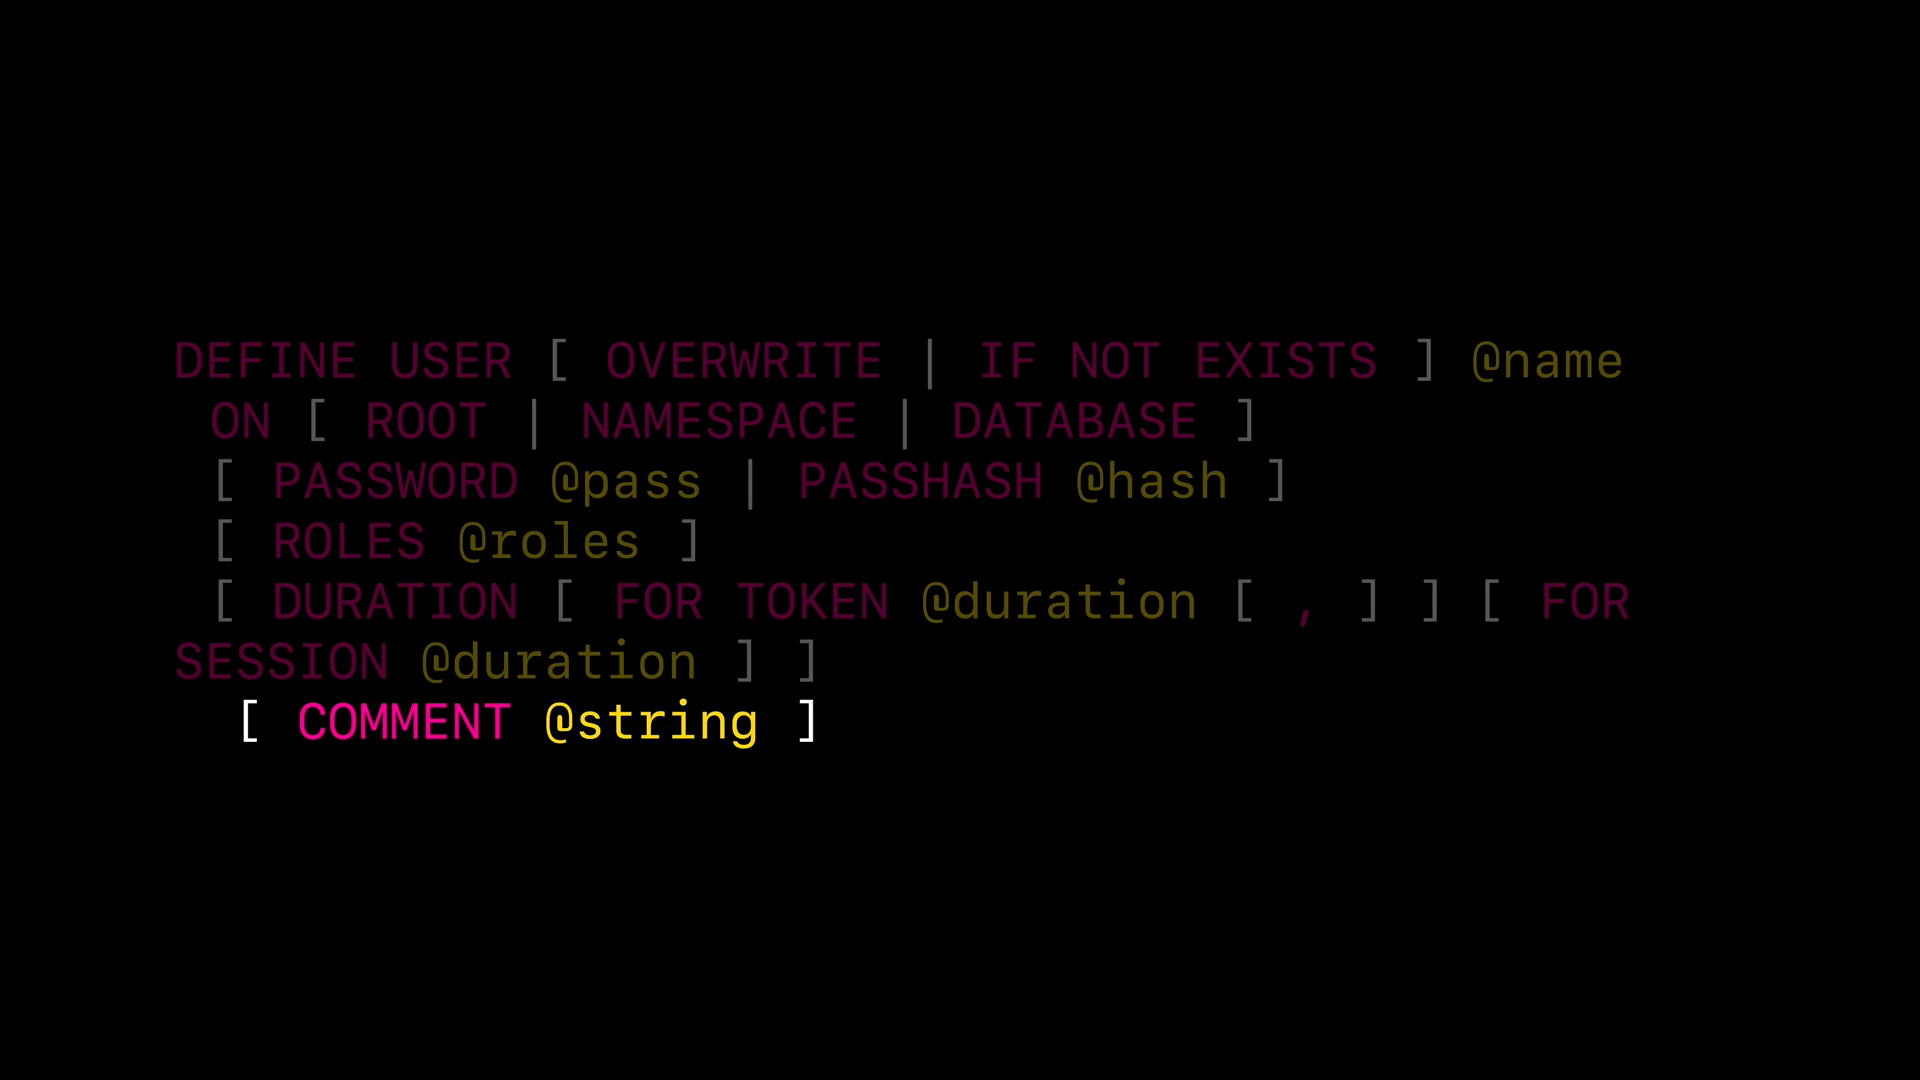 DEFINE USER [ OVERWRITE | IF NOT EXISTS ] @name
ON [ ROOT | NAMESPACE | DATABASE ]
[ PASSWORD @pass | PASSHASH @hash ]
[ ROLES @roles ]
[ DURATION [ FOR TOKEN @duration [ , ] ] [ FOR
SESSION @duration ] ]
[ COMMENT @string ]